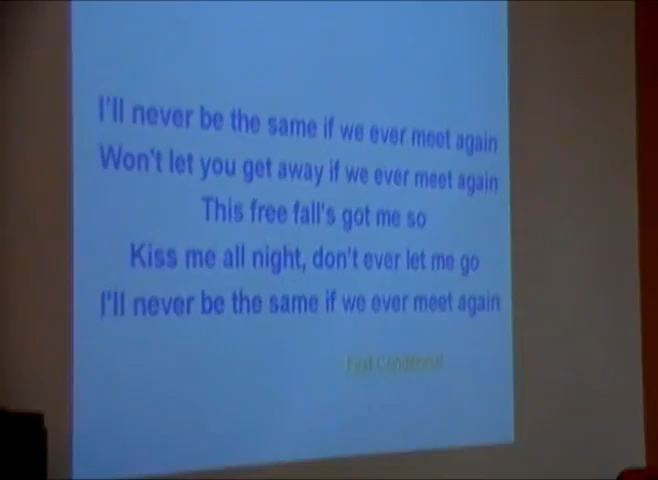 I'll never be the same if we ever meet again
Won't let you get away if we ever meet again
This free fall's got me so
Kiss me all night, don't ever let me go
I'll never be the same if we ever meet again
First Conditional